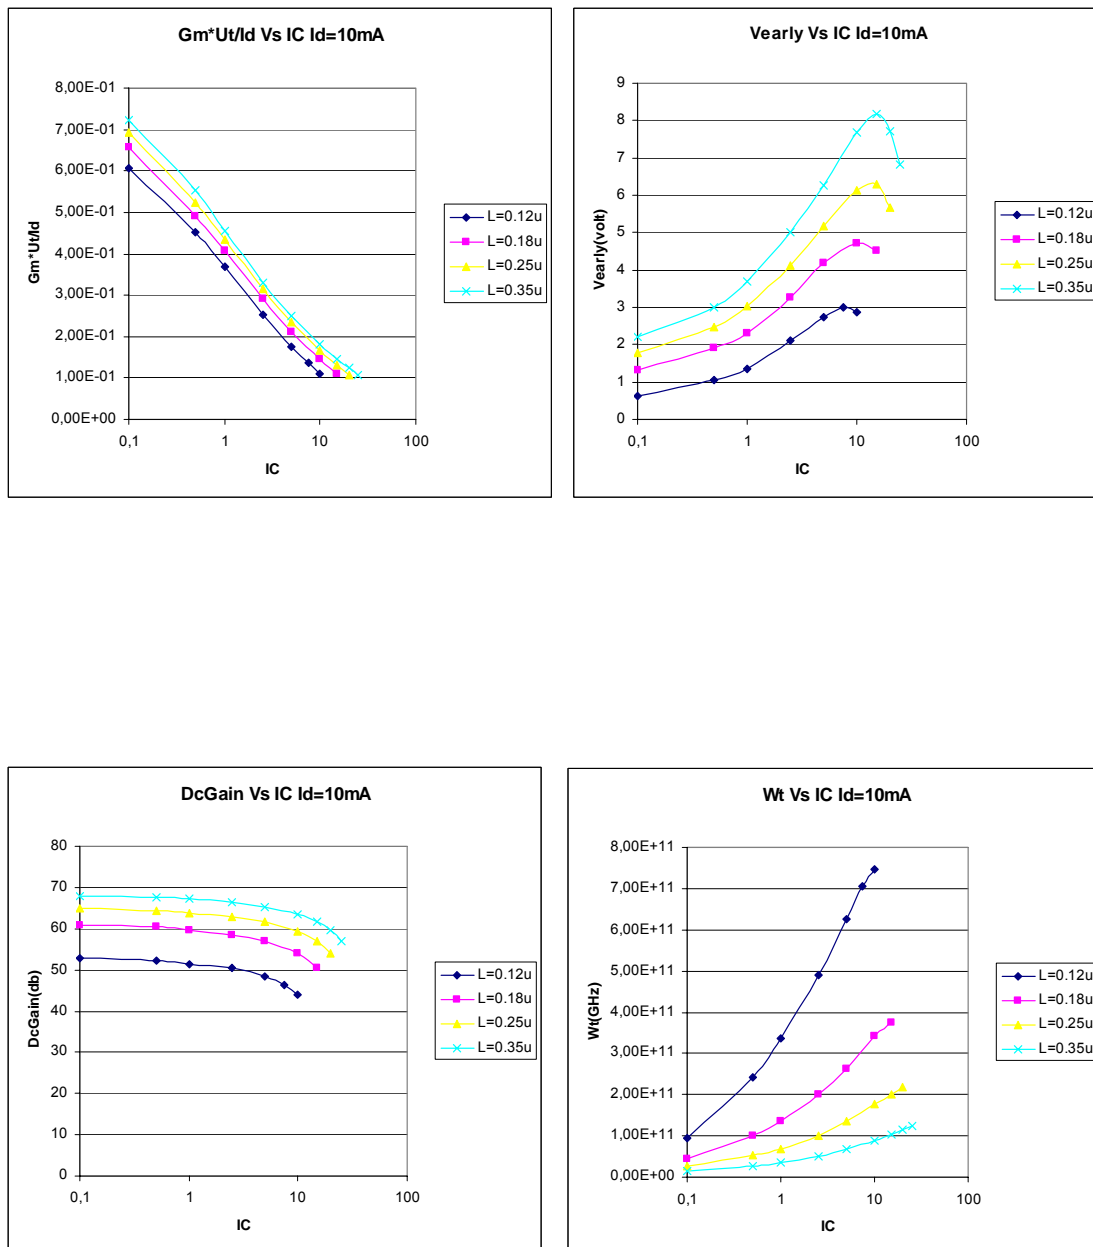 Gm*Ut/Id Vs IC Id=10mA
8,00E-01
7,00E-01
6,00E-01
5,00E-01
4,00E-01
3,00E-01
2,00E-01
1,00E-01
0,00E+00
Gm*Ut/Id
0,1
1
10
100
IC
L=0.12u
L=0.18u
L=0.25u
L=0.35u
Vearly Vs IC Id=10mA
9
8
7
6
5
4
3
2
1
0
Vearly(volt)
0,1
1
10
100
IC
L=0.12u
L=0.18u
L=0.25u
L=0.35u
DcGain Vs IC Id=10mA
80
70
60
50
40
30
20
10
0
DcGain(db)
0,1
1
10
100
IC
L=0.12u
L=0.18u
L=0.25u
L=0.35u
Wt Vs IC Id=10mA
8,00E+11
7,00E+11
6,00E+11
5,00E+11
4,00E+11
3,00E+11
2,00E+11
1,00E+11
0,00E+00
Wt(GHz)
0,1
1
10
100
IC
L=0.12u
L=0.18u
L=0.25u
L=0.35u